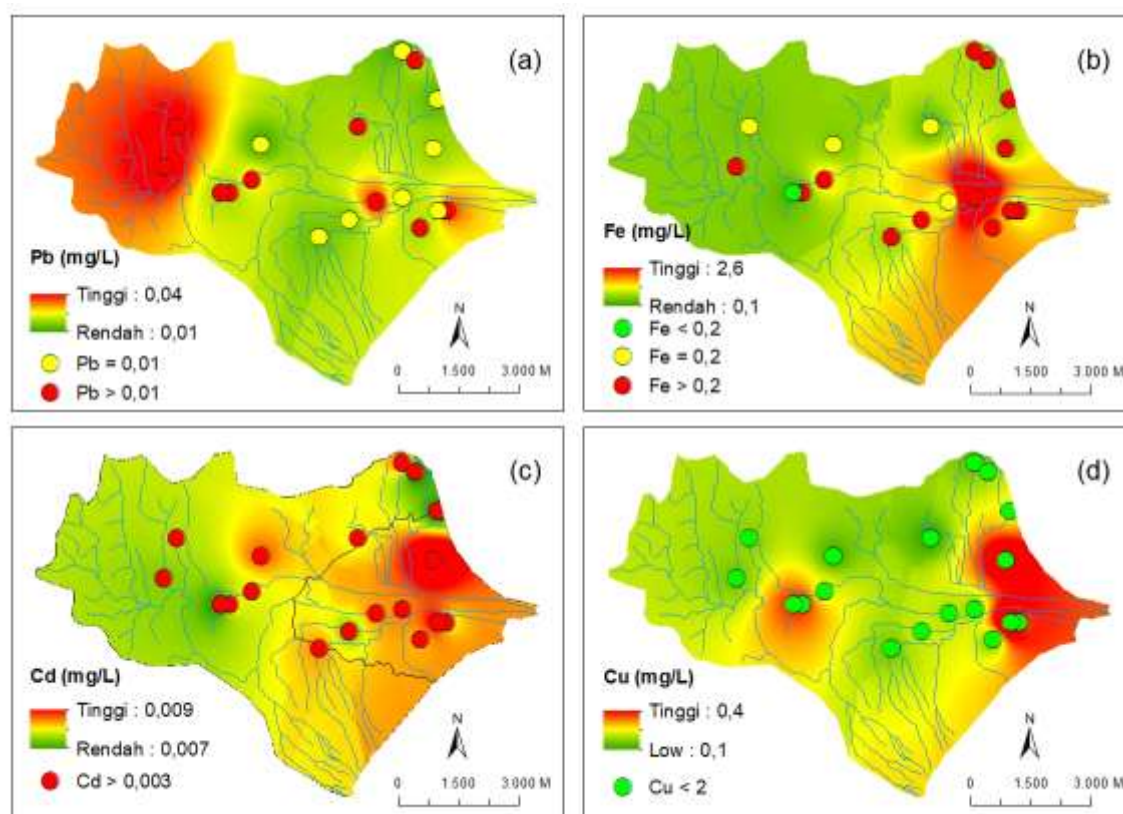 (a)
Pb (mg/L)
Tinggi : 0,04
Rendah : 0,01
Pb = 0,01
Pb > 0,01
N
0 1.500 3.000 M
(b)
Fe (mg/L)
Tinggi : 2,6
Rendah : 0,1
Fe < 0,2
Fe = 0,2
Fe > 0,2
N
0 1.500 3.000 M
(c)
Cd (mg/L)
Tinggi : 0,009
Rendah : 0,007
Cd > 0,003
N
0 1.500 3.000 M
(d)
Cu (mg/L)
Tinggi : 0,4
Low : 0,1
Cu < 2
N
0 1.500 3.000 M